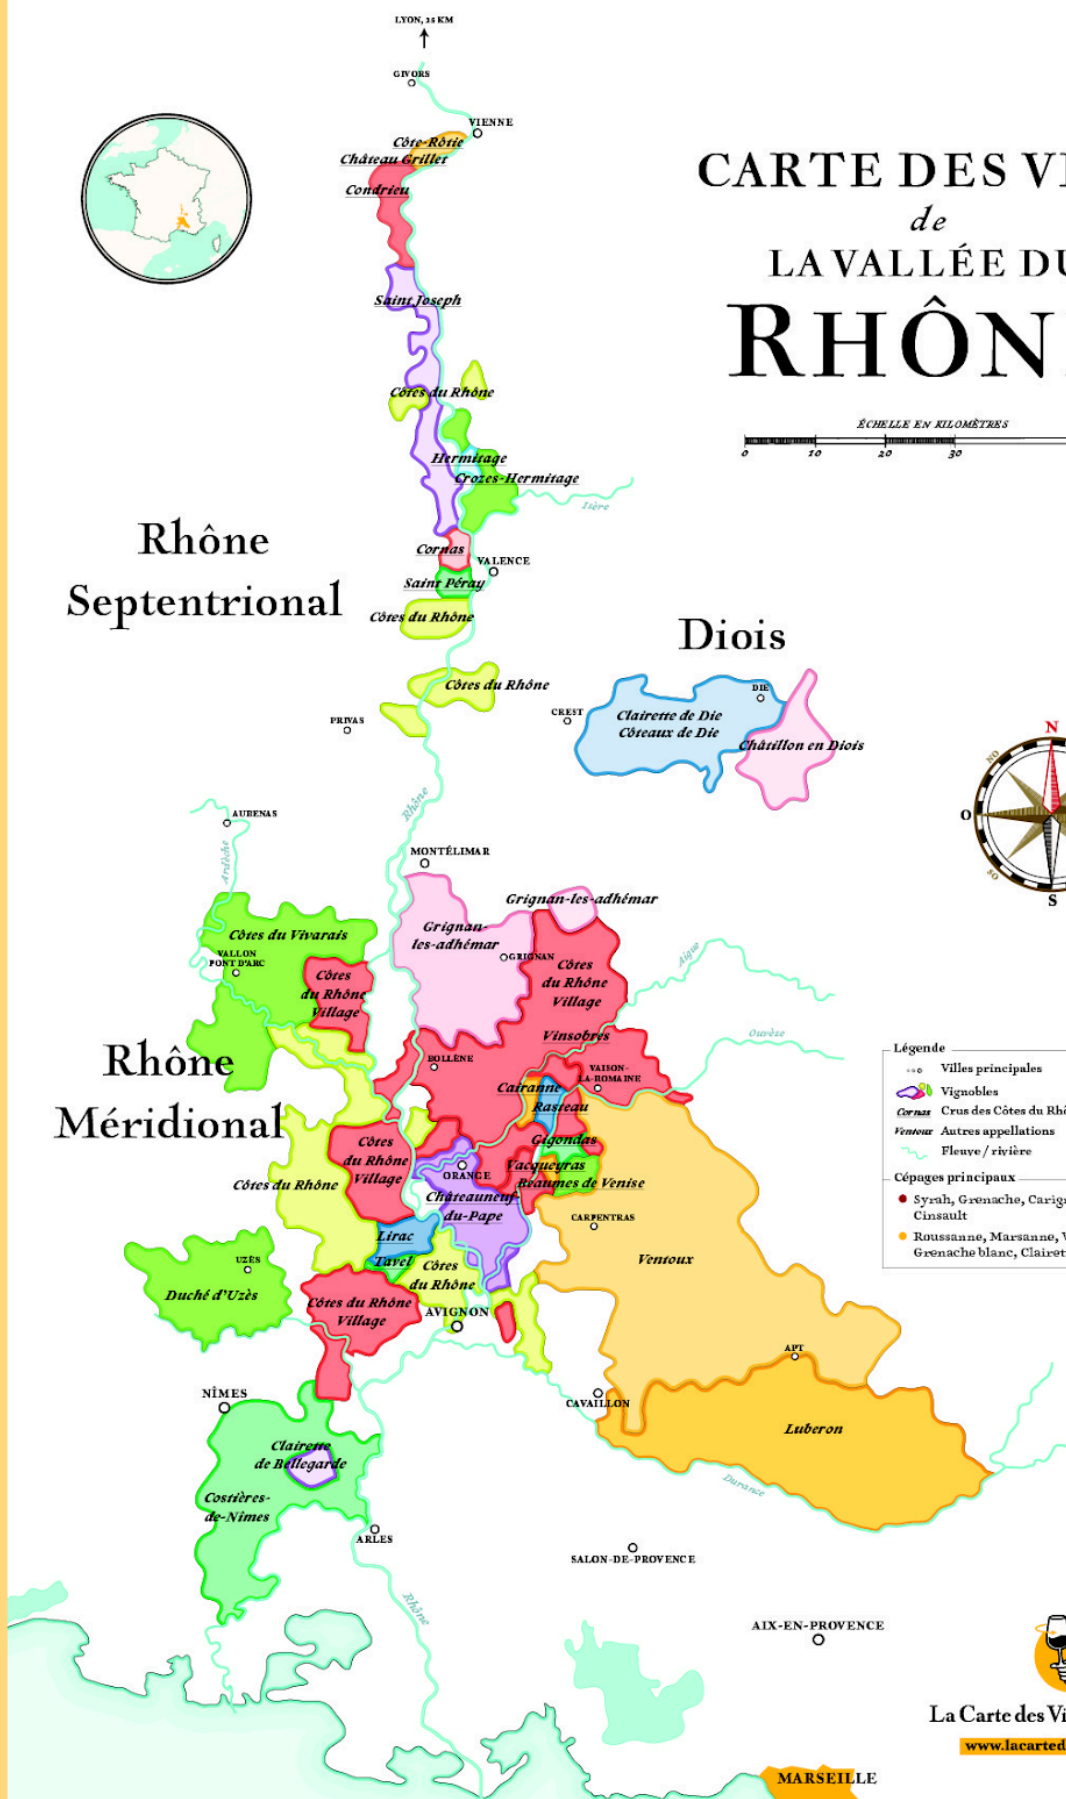 LYON, 25 KM
GIVORS
VIENNE
Côte-Rôtie
Château Grillet
Condrieu
CARTE DES VI
de
LA VALLÉE DU
RHÔN
ÉCHELLE EN KILOMÈTRES
0 10 20 30
Saint Joseph
Côtes du Rhône
Hermitage
Crozes-Hermitage
Isère
Rhône
Septentrional
Cornas
VALENCE
Saint Péray
Côtes du Rhône
Diois
Côtes du Rhône
PRIVAS
CREST
DIE
Clairette de Die
Côteaux de Die
Châtillon en Diois
N
NO
O
SO
S
Rhône
AUBENAS
Ardèche
MONTÉLIMAR
Grignan-les-adhémar
Grignan-
les-adhémar
GRIGNAN
Côtes du Vivarais
VALLON
PONT D'ARC
Côtes
du Rhône
Village
Côtes
du Rhône
Village
Aigue
Ouvèze
Vinsobres
Rhône
Méridional
BOLLÈNE
VAISON-
LA-ROMAINE
Cairanne
Rasteau
Gigondas
Vacqueyras
Beaumes de Venise
Côtes
du Rhône
Village
ORANGE
Côtes du Rhône
Châteauneuf
du-Pape
CARPENTRAS
Ventoux
Lirac
Tavel
Côtes
du Rhône
UZÈS
Duché d'Uzès
Côtes du Rhône
Village
AVIGNON
APT
NÎMES
CAVAILLON
Luberon
Clairette
de Bellegarde
Costières-
de-Nîmes
Durance
ARLES
SALON-DE-PROVENCE
Rhône
AIX-EN-PROVENCE
MARSEILLE
Légende
Villes principales
Vignobles
Cornas Crus des Côtes du Rhô
Ventour Autres appellations
Fleuve / rivière
Cépages principaux
Syrah, Grenache, Carign
Cinsault
Roussanne, Marsanne, V
Grenache blanc, Clairett
La Carte des Vi
www.lacarted